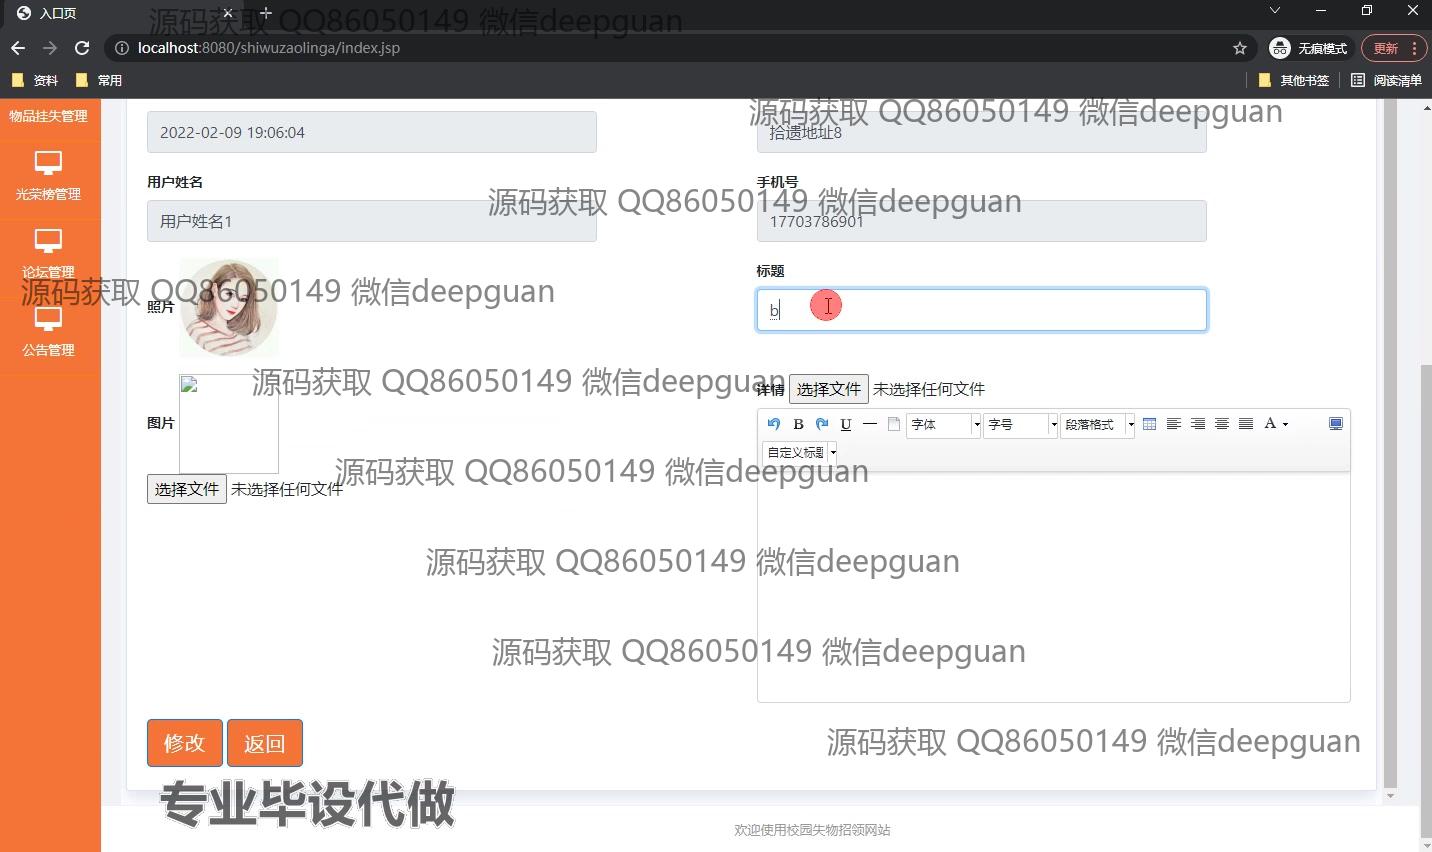 入口页
源码获取 QQ86050149 微信deepguan
localhost:8080/shiwuzaolinga/index.jsp
无痕模式
更新
资料
常用
其他书签
阅读清单
物品挂失管理
源码获取 QQ86050149 微信deepguan
2022-02-09 19:06:04
拾遗地址8
光荣榜管理
用户姓名
手机号
源码获取 QQ86050149 微信deepguan
用户姓名1
17703786901
论坛管理
标题
源码获取 QQ86050149 微信deepguan
照片
b
公告管理
源码获取 QQ86050149 微信deepguan
详情 选择文件 未选择任何文件
图片
B U 字体 字号 段落格式 A
自定义标题
源码获取 QQ86050149 微信deepguan
选择文件 未选择任何文件
源码获取 QQ86050149 微信deepguan
源码获取 QQ86050149 微信deepguan
修改 返回
源码获取 QQ86050149 微信deepguan
专业毕设代做
欢迎使用校园失物招领网站